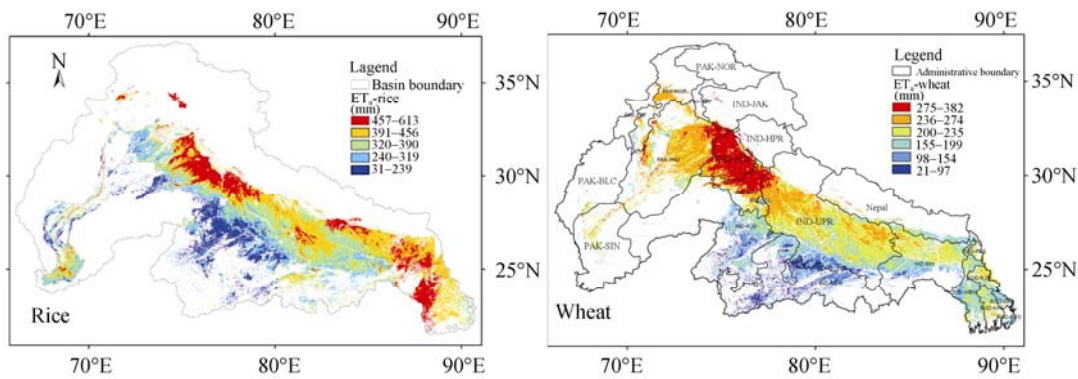 70°E 80°E 90°E
N
Lagend
Basin boundary
ETa-rice
(mm)
457–613
391–456
320–390
240–319
31–239
35°N
30°N
25°N
Rice
70°E 80°E 90°E
70°E 80°E 90°E
Legend
Administrative boundary
ETa-wheat
(mm)
275–382
236–274
200–235
155–199
98–154
21–97
PAK-NOR
35°N
IND-JAK
IND-HPR
PAK-BLC
30°N
Nepal
IND-UPR
PAK-SIN
25°N
Wheat
70°E 80°E 90°E